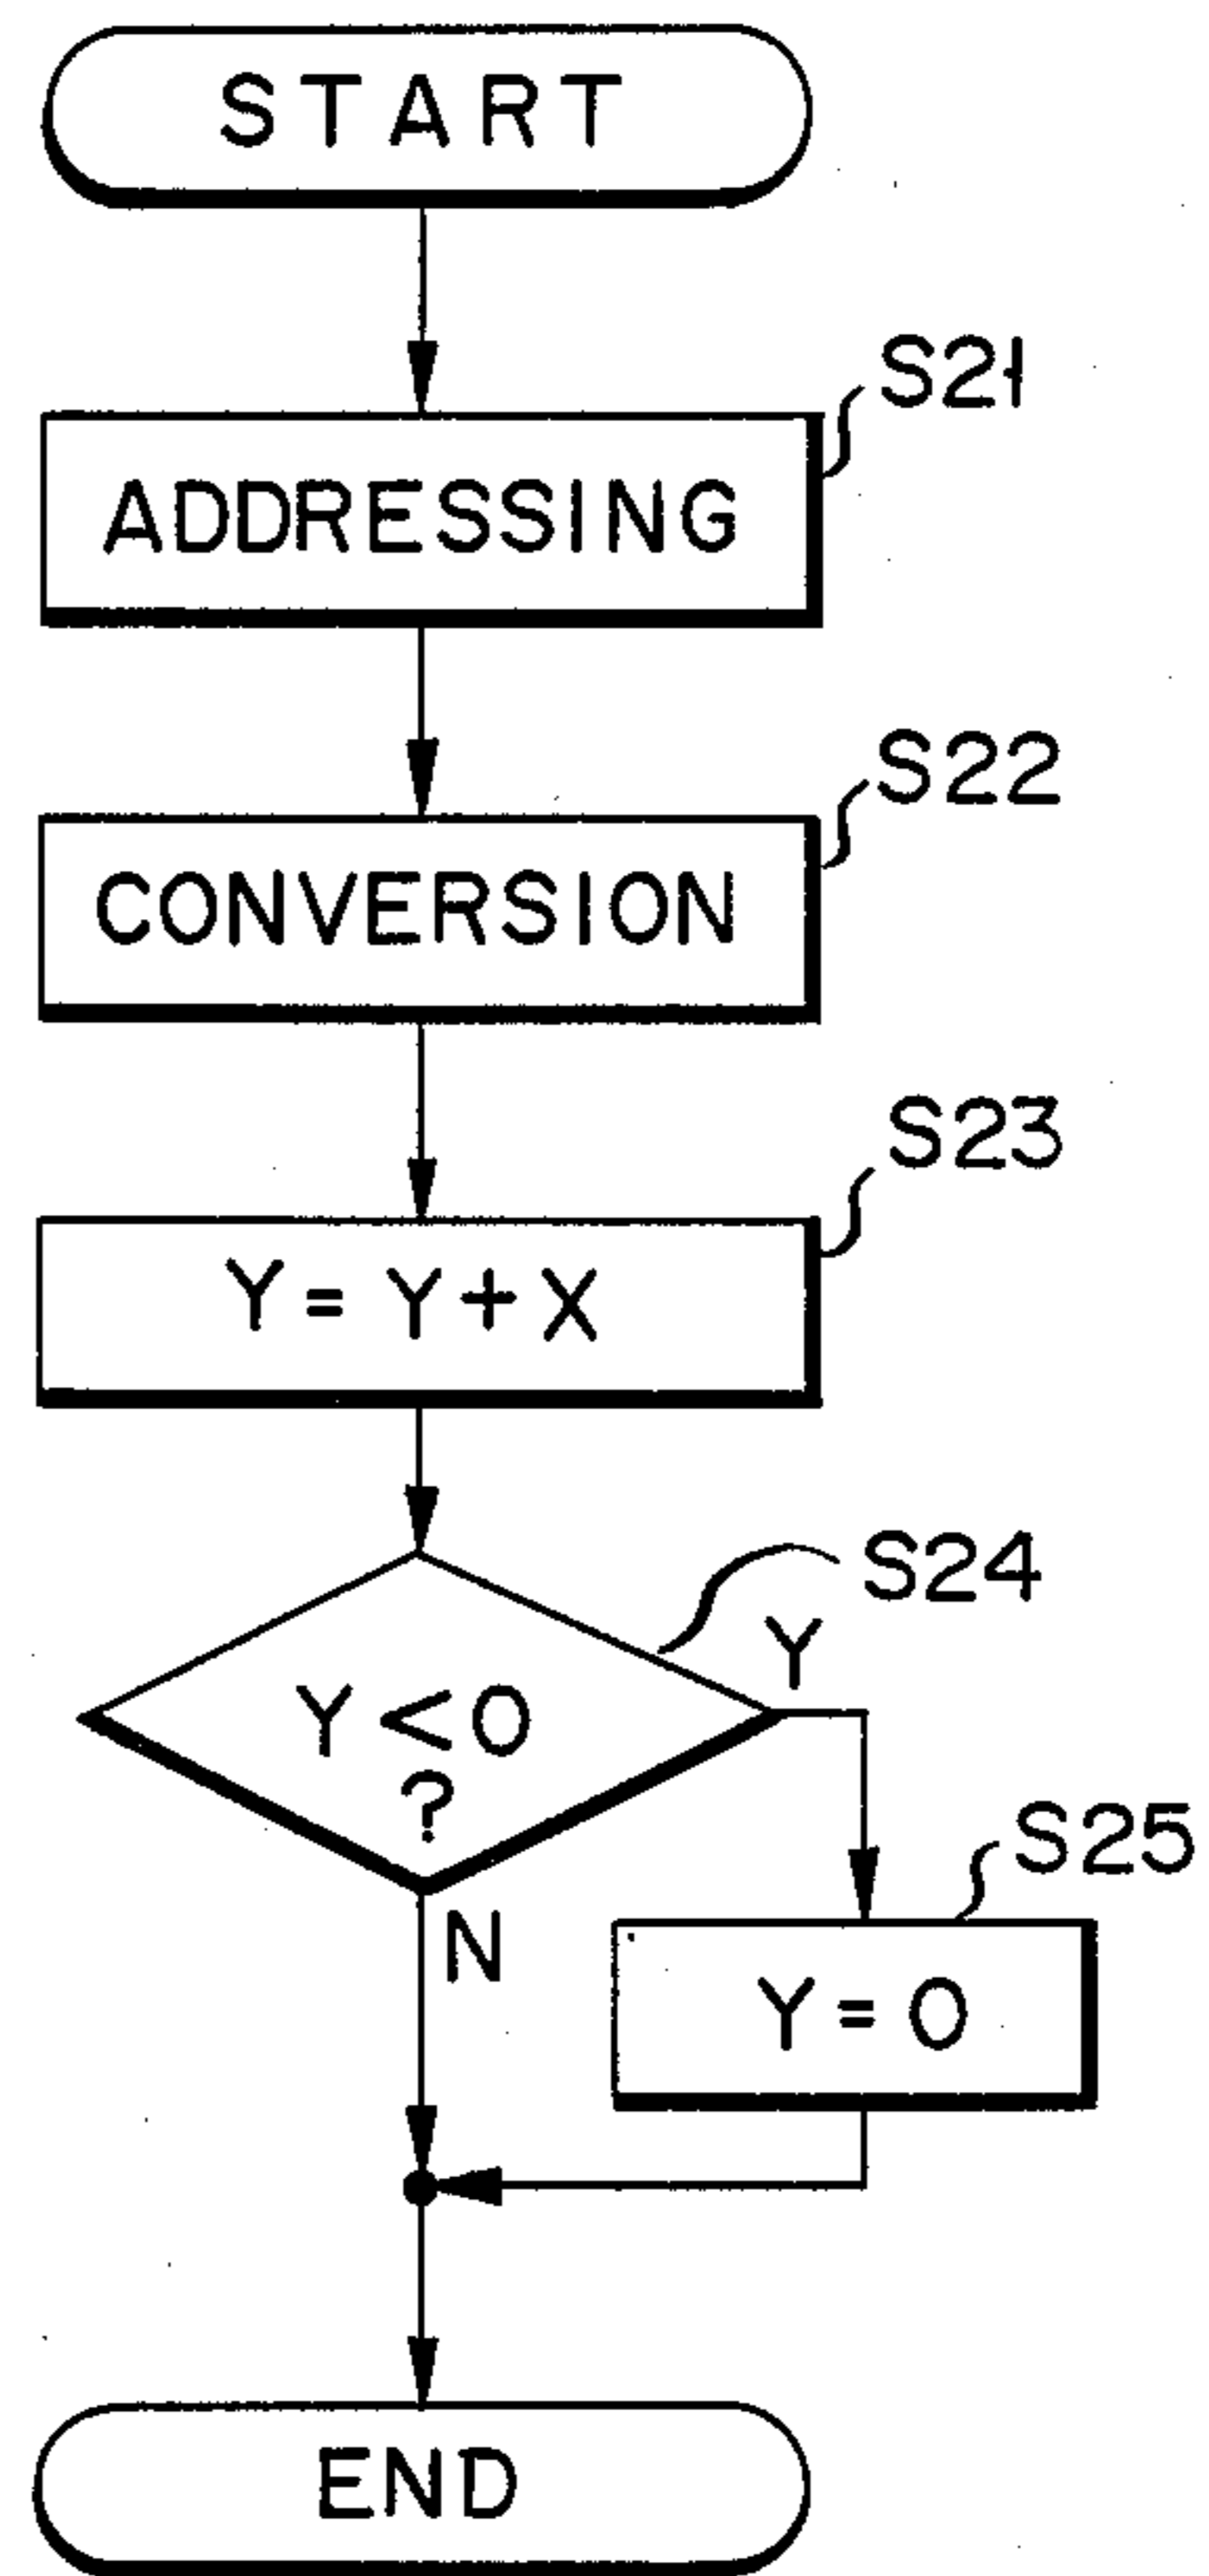 START
S21
ADDRESSING
S22
CONVERSION
S23
Y = Y + X
S24
Y
Y < 0
?
S25
N
Y = 0
END